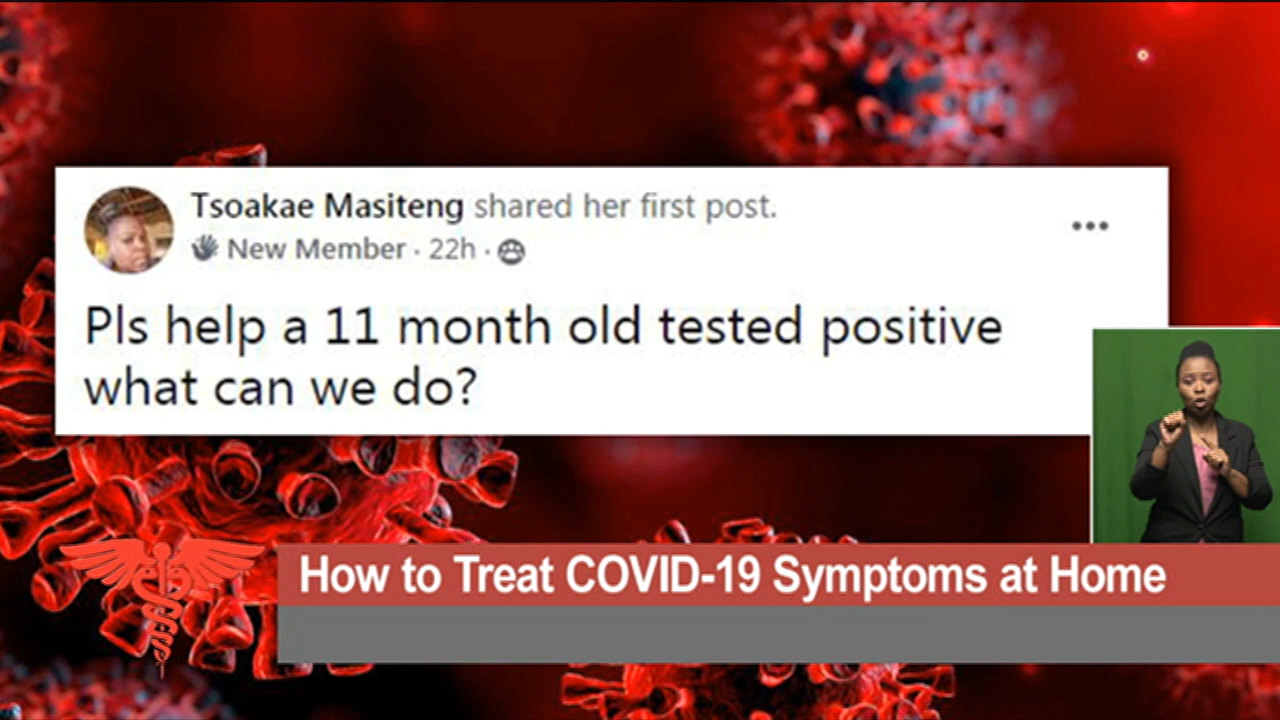 Tsoakae Masiteng shared her first post.
New Member · 22h ·
Pls help a 11 month old tested positive
what can we do?
How to Treat COVID-19 Symptoms at Home